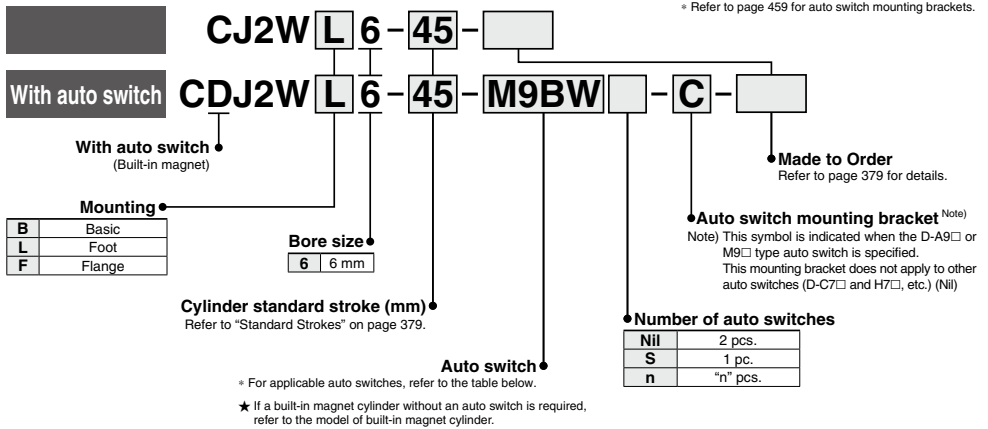 ∗ Refer to page 459 for auto switch mounting brackets.
CJ2W L 6 - 45 -
With auto switch CDJ2W L 6 - 45 - M9BW - C -
With auto switch
(Built-in magnet)
Made to Order
Refer to page 379 for details.
Mounting
B Basic
L Foot
F Flange
Bore size
6 6 mm
Auto switch mounting bracket Note)
Note) This symbol is indicated when the D-A9□ or
M9□ type auto switch is specified.
This mounting bracket does not apply to other
auto switches (D-C7□ and H7□, etc.) (Nil)
Cylinder standard stroke (mm)
Refer to “Standard Strokes” on page 379.
Number of auto switches
Nil 2 pcs.
S 1 pc.
n “n” pcs.
Auto switch
∗ For applicable auto switches, refer to the table below.
★ If a built-in magnet cylinder without an auto switch is required,
refer to the model of built-in magnet cylinder.